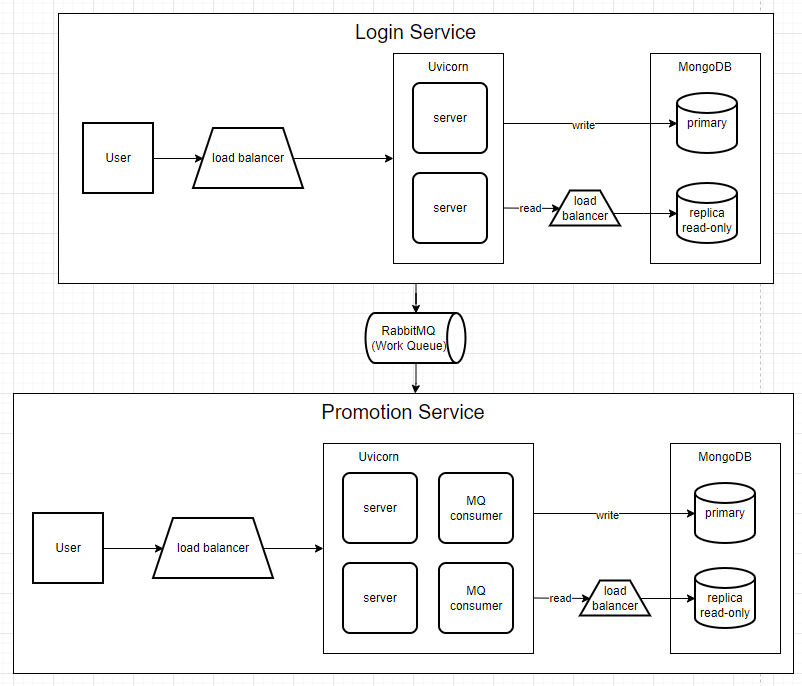 Login Service
Uvicorn
MongoDB
server
primary
write
User
load balancer
server
read
load
balancer
replica
read-only
RabbitMQ
(Work Queue)
Promotion Service
Uvicorn
MongoDB
server
MQ
consumer
primary
write
User
load balancer
server
MQ
consumer
read
load
balancer
replica
read-only